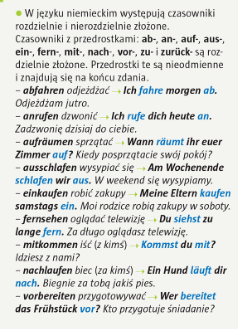 • W języku niemieckim występują czasowniki
rozdzielnie i nierozdzielnie złożone.
Czasowniki z przedrostkami: ab-, an-, auf-, aus-,
ein-, fern-, mit-, nach-, vor-, zu- i zurück- są roz-
dzielnie złożone. Przedrostki te są nieodmienne
i znajdują się na końcu zdania.
– abfahren odjeżdżać → Ich fahre morgen ab.
Odjeżdżam jutro.
– anrufen dzwonić → Ich rufe dich heute an.
Zadzwonię dzisiaj do ciebie.
– aufräumen sprzątać → Wann räumt ihr euer
Zimmer auf? Kiedy posprzątacie swój pokój?
– ausschlafen wysypiać się → Am Wochenende
schlafen wir aus. W weekend się wysypiamy.
– einkaufen robić zakupy → Meine Eltern kaufen
samstags ein. Moi rodzice robią zakupy w soboty.
– fernsehen oglądać telewizję → Du siehst zu
lange fern. Za długo oglądasz telewizję.
– mitkommen iść (z kimś) → Kommst du mit?
Idziesz z nami?
– nachlaufen biec (za kimś) → Ein Hund läuft dir
nach. Biegnie za tobą jakiś pies.
– vorbereiten przygotowywać → Wer bereitet
das Frühstück vor? Kto przygotuje śniadanie?